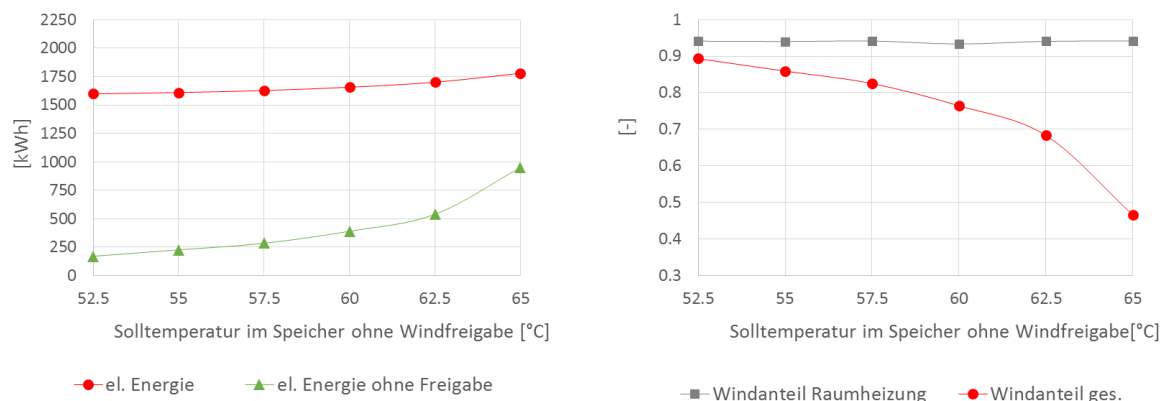 2250
2000
1750
1500
1250
1000
750
500
250
0
[kWh]
52.5 55 57.5 60 62.5 65
Solltemperatur im Speicher ohne Windfreigabe [°C]
el. Energie el. Energie ohne Freigabe
1
0.9
0.8
0.7
0.6
0.5
0.4
0.3
[-]
52.5 55 57.5 60 62.5 65
Solltemperatur im Speicher ohne Windfreigabe[°C]
Windanteil Raumheizung Windanteil ges.